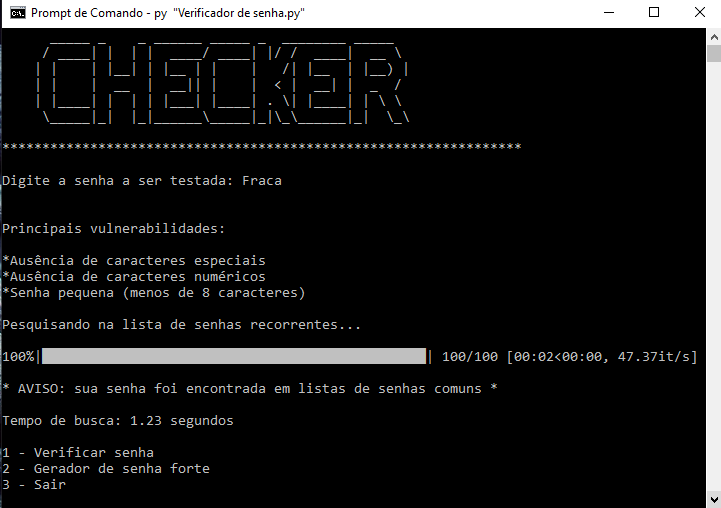 Prompt de Comando - py "Verificador de senha.py"
CHECKER
*****************************************************************
Digite a senha a ser testada: Fraca
Principais vulnerabilidades:
*Ausência de caracteres especiais
*Ausência de caracteres numéricos
*Senha pequena (menos de 8 caracteres)
Pesquisando na lista de senhas recorrentes...
100%|████████████████████████████████████████████████| 100/100 [00:02<00:00, 47.37it/s]
* AVISO: sua senha foi encontrada em listas de senhas comuns *
Tempo de busca: 1.23 segundos
1 - Verificar senha
2 - Gerador de senha forte
3 - Sair